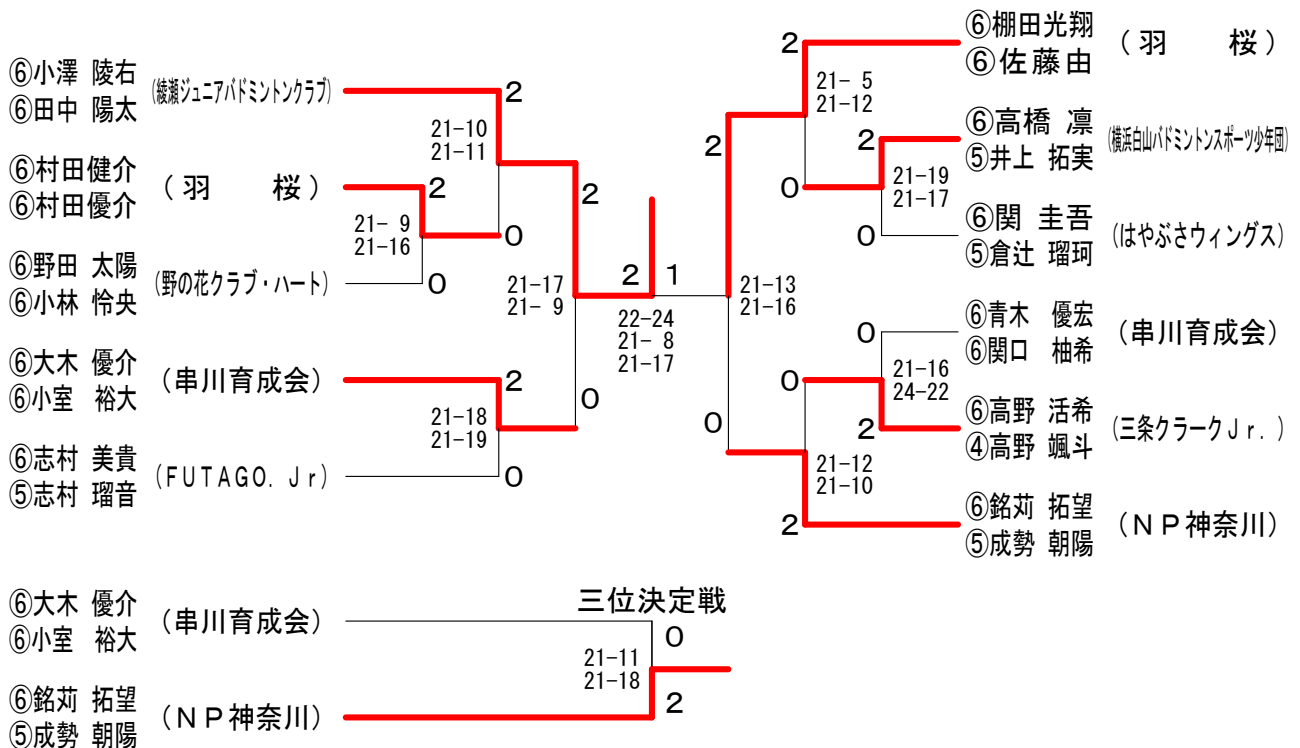 ⑥小澤 陵右
⑥田中 陽太
(綾瀬ジュニアバドミントンクラブ)
2
21-10
21-11
⑥村田健介
⑥村田優介
(羽　桜)
2
0
21- 9
21-16
⑥野田 太陽
⑥小林 怜央
(野の花クラブ・ハート)
0
2
21-17
21- 9
0
⑥大木 優介
⑥小室 裕大
(串川育成会)
2
21-18
21-19
⑥志村 美貴
⑤志村 瑠音
(FUTAGO. Jr)
0
2
1
22-24
21- 8
21-17
⑥棚田光翔
⑥佐藤由
(羽　桜)
2
21- 5
21-12
⑥高橋 凛
⑤井上 拓実
(横浜白山バドミントンスポーツ少年団)
2
0
21-19
21-17
⑥関 圭吾
⑤倉辻 瑠珂
(はやぶさウィングス)
0
2
21-13
21-16
0
⑥青木 優宏
⑥関口 柚希
(串川育成会)
0
21-16
24-22
0
⑥高野 活希
④高野 颯斗
(三条クラークJr.)
2
21-12
21-10
⑥銘苅 拓望
⑤成勢 朝陽
(NP神奈川)
2
三位決定戦
⑥大木 優介
⑥小室 裕大
(串川育成会)
0
21-11
21-18
⑥銘苅 拓望
⑤成勢 朝陽
(NP神奈川)
2